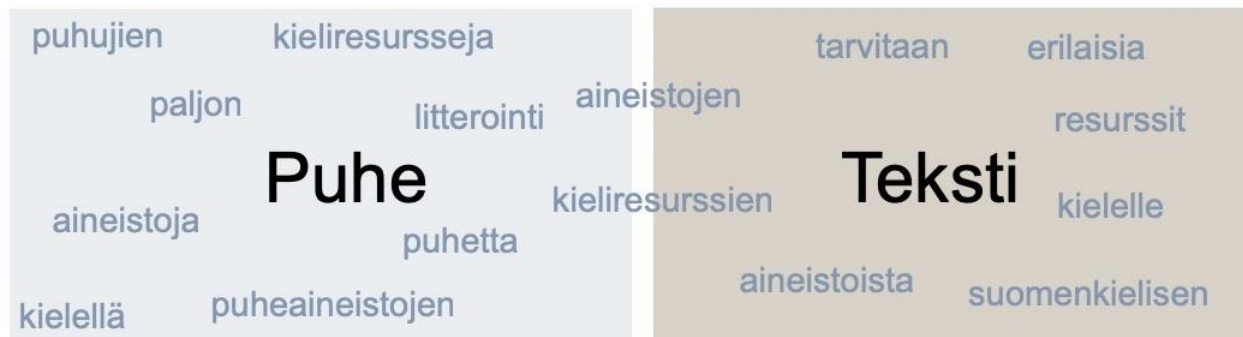 puhujien kieliresursseja
paljon litterointi
Puhe
aineistoja puhetta
kielellä puheaineistojen
aineistojen
kieliresurssien
tarvitaan erilaisia
resurssit
Teksti
kielelle
aineistoista suomenkielisen